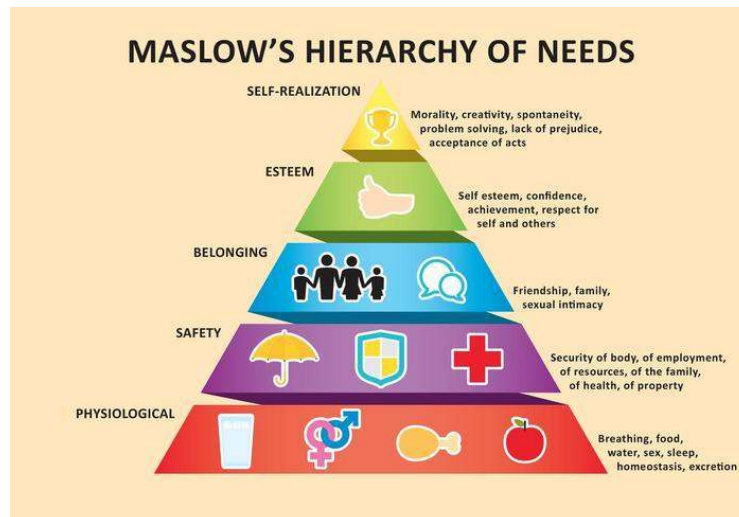 MASLOW'S HIERARCHY OF NEEDS
SELF-REALIZATION
Morality, creativity, spontaneity,
problem solving, lack of prejudice,
acceptance of acts
ESTEEM
Self esteem, confidence,
achievement, respect for
self and others
BELONGING
Friendship, family,
sexual intimacy
SAFETY
Security of body, of employment,
of resources, of the family,
of health, of property
PHYSIOLOGICAL
Breathing, food,
water, sex, sleep,
homeostasis, excretion